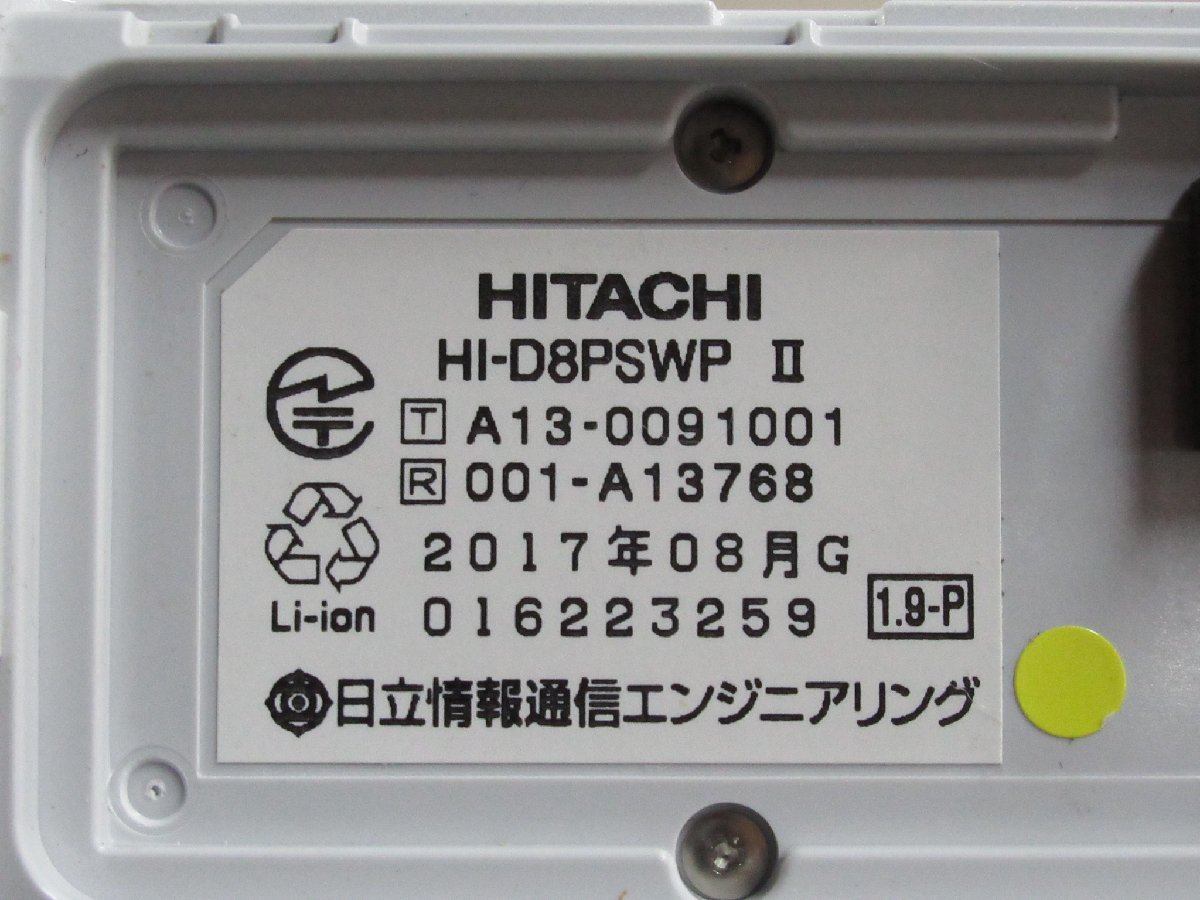 HITACHI
HI-D8PSWP II
T A13-0091001
R 001-A13768
2017年08月G
Li-ion 016223259 1.9-P
日立情報通信エンジニアリング